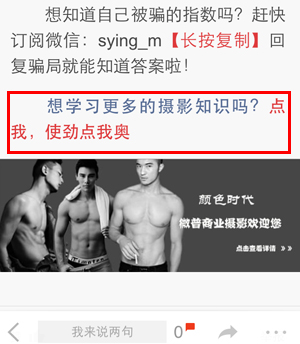 想知道自己被骗的指数吗？赶快
订阅微信：sying_m【长按复制】回
复骗局就能知道答案啦！
想学习更多的摄影知识吗？点
我，使劲点我奥
颜色时代
微普商业摄影欢迎您
点击查看详情 》》
我来说两句
0